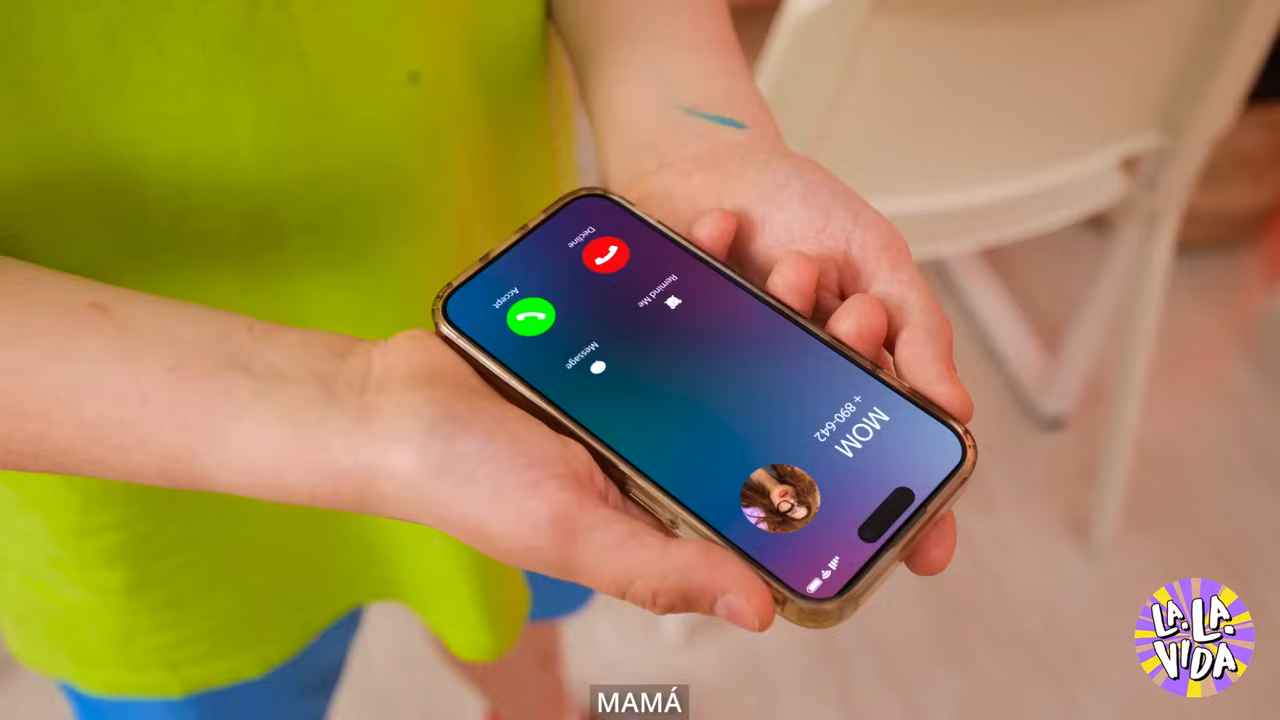 MOM
+ 890-642
Message
Remind Me
Accept
Decline
LA LA
VIDA
MAMÁ